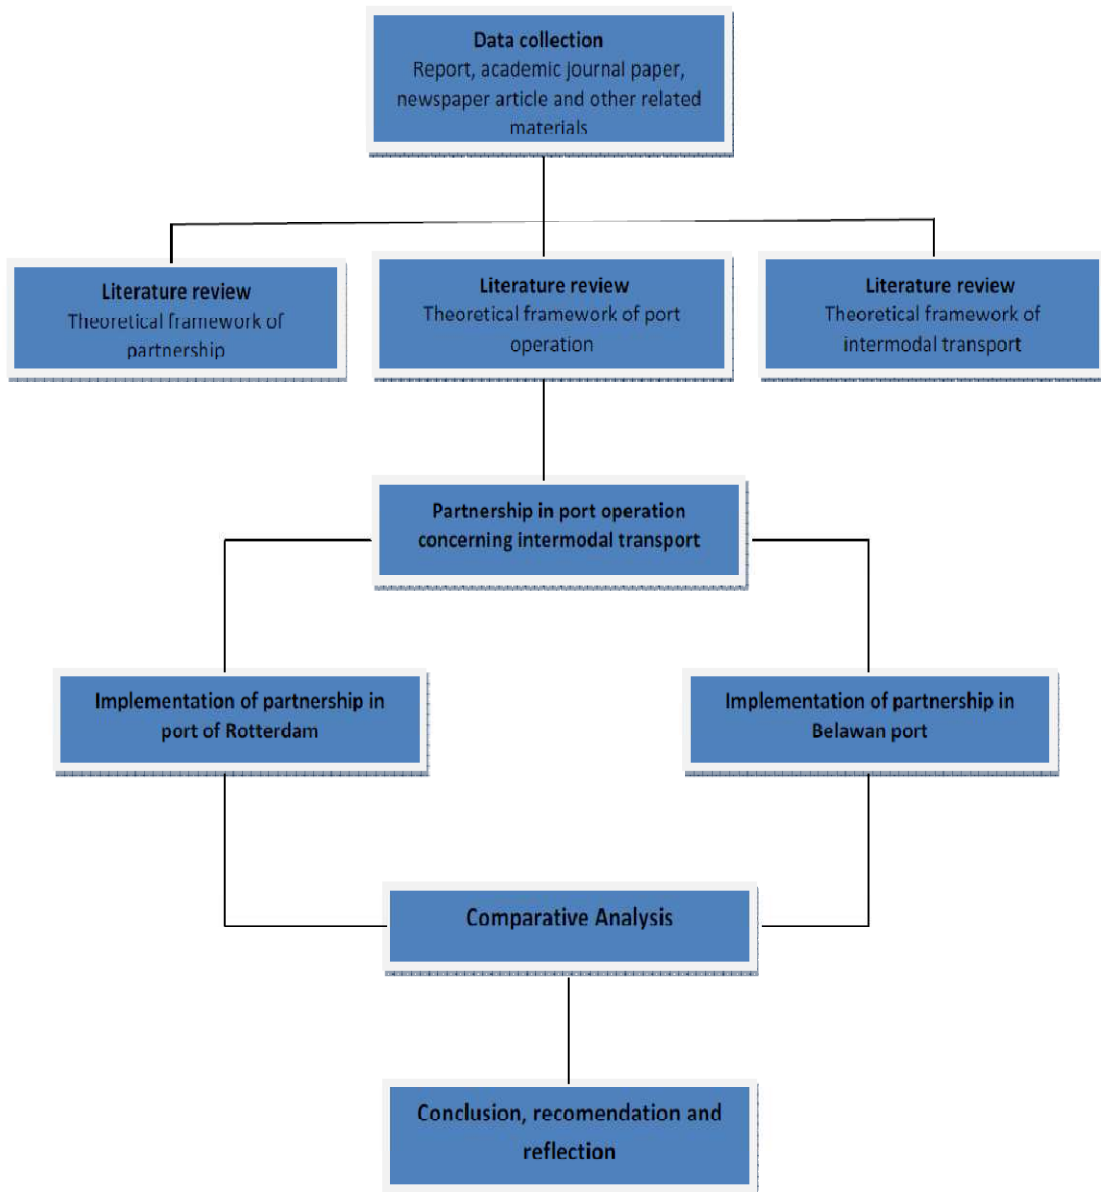 Data collection
Report, academic journal paper,
newspaper article and other related
materials
Literature review
Theoretical framework of
partnership
Literature review
Theoretical framework of port
operation
Literature review
Theoretical framework of
intermodal transport
Partnership in port operation
concerning intermodal transport
Implementation of partnership in
port of Rotterdam
Implementation of partnership in
Belawan port
Comparative Analysis
Conclusion, recomendation and
reflection